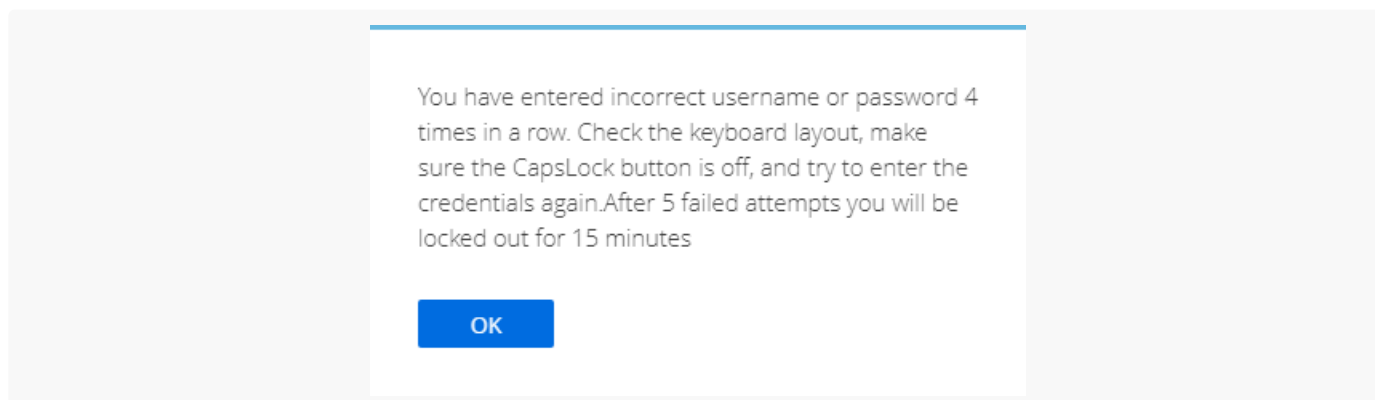 You have entered incorrect username or password 4
times in a row. Check the keyboard layout, make
sure the CapsLock button is off, and try to enter the
credentials again.After 5 failed attempts you will be
locked out for 15 minutes
OK